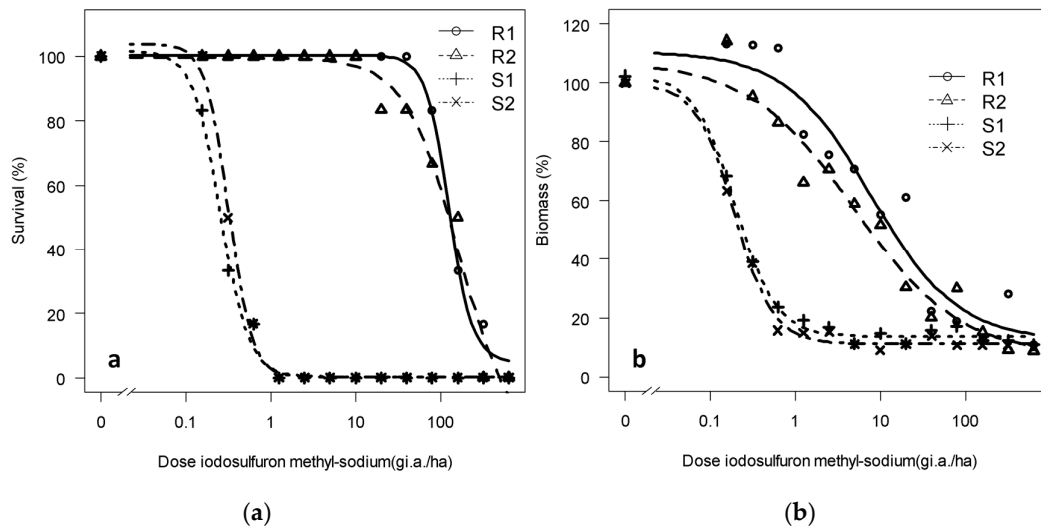 100
80
60
40
20
0
Survival (%)
R1
R2
S1
S2
a
0
0.1
1
10
100
Dose iodosulfuron methyl-sodium(gi.a./ha)
(a)
120
100
80
60
40
20
0
Biomass (%)
R1
R2
S1
S2
b
0
0.1
1
10
100
Dose iodosulfuron methyl-sodium(gi.a./ha)
(b)